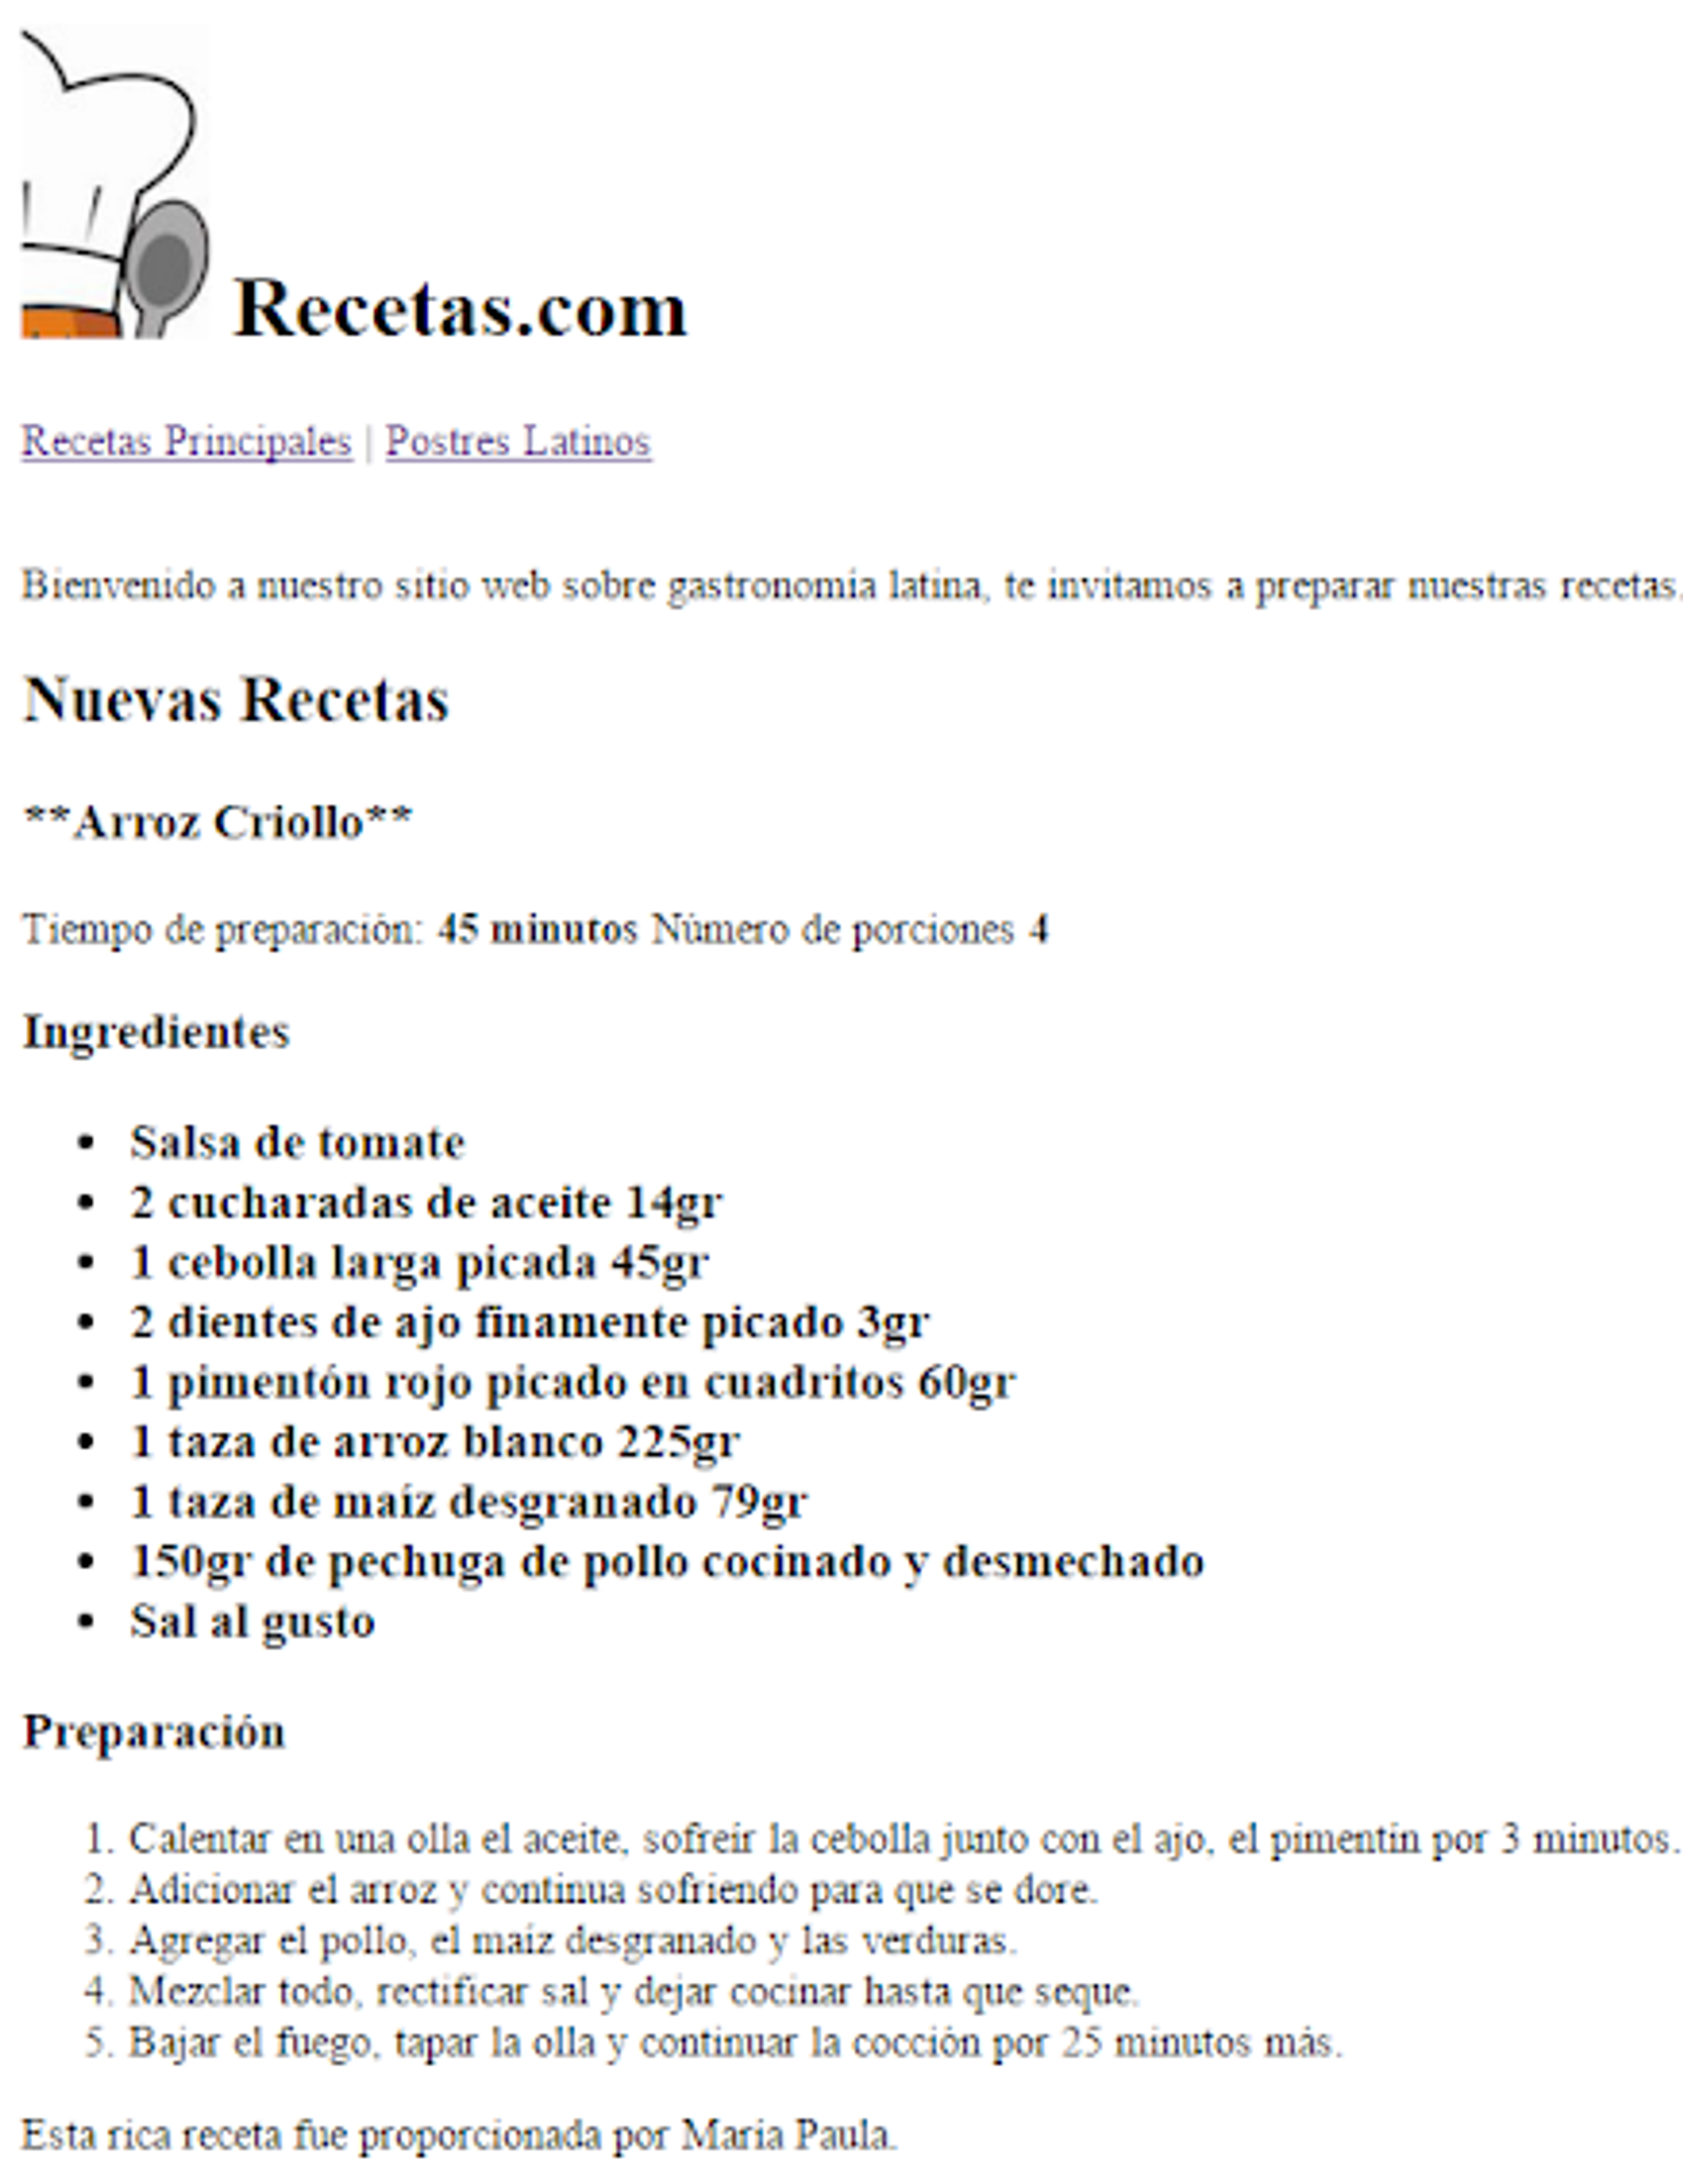 Recetas.com
Recetas Principales | Postres Latinos
Bienvenido a nuestro sitio web sobre gastronomía latina, te invitamos a preparar nuestras recetas.
Nuevas Recetas
**Arroz Criollo**
Tiempo de preparación: 45 minutos Número de porciones 4
Ingredientes
• Salsa de tomate
• 2 cucharadas de aceite 14gr
• 1 cebolla larga picada 45gr
• 2 dientes de ajo finamente picado 3gr
• 1 pimentón rojo picado en cuadritos 60gr
• 1 taza de arroz blanco 225gr
• 1 taza de maíz desgranado 79gr
• 150gr de pechuga de pollo cocinado y desmechado
• Sal al gusto
Preparación
1. Calentar en una olla el aceite, sofreír la cebolla junto con el ajo, el pimentin por 3 minutos.
2. Adicionar el arroz y continua sofriendo para que se dore.
3. Agregar el pollo, el maíz desgranado y las verduras.
4. Mezclar todo, rectificar sal y dejar cocinar hasta que seque.
5. Bajar el fuego, tapar la olla y continuar la cocción por 25 minutos más.
Esta rica receta fue proporcionada por Maria Paula.